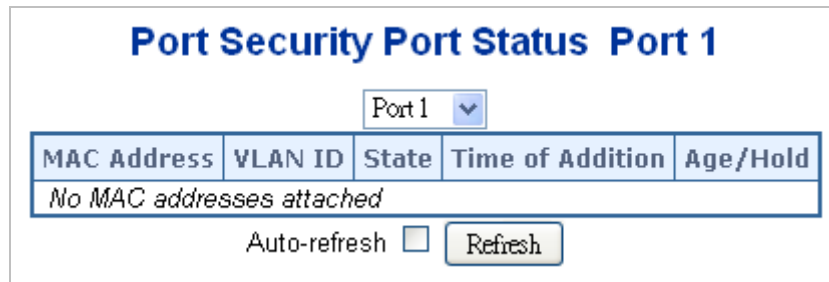 Port Security Port Status Port 1
Port 1
MAC Address VLAN ID State Time of Addition Age/Hold
No MAC addresses attached
Auto-refresh Refresh